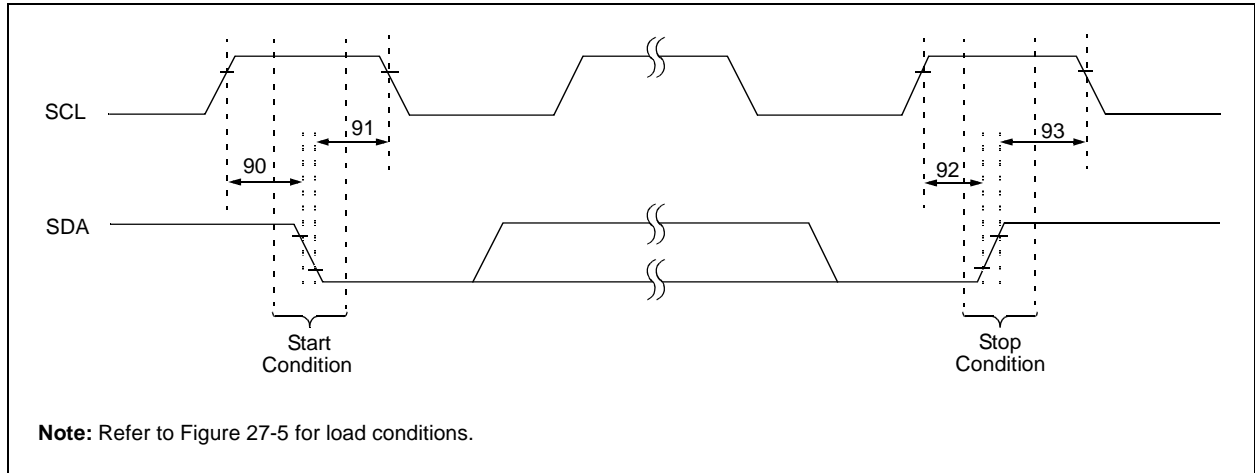 SCL
91
93
90
92
SDA
Start
Condition
Stop
Condition
Note: Refer to Figure 27-5 for load conditions.